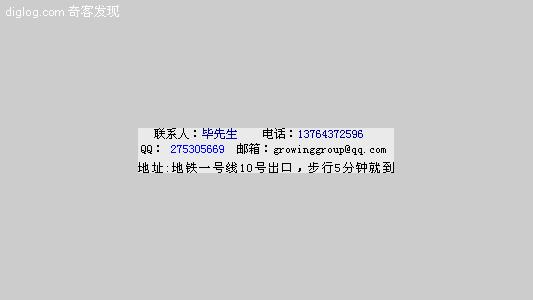 diglog.com 奇客发现
联系人：毕先生 电话：13764372596
QQ： 275305669 邮箱：growinggroup@qq.com
地址:地铁一号线10号出口，步行5分钟就到